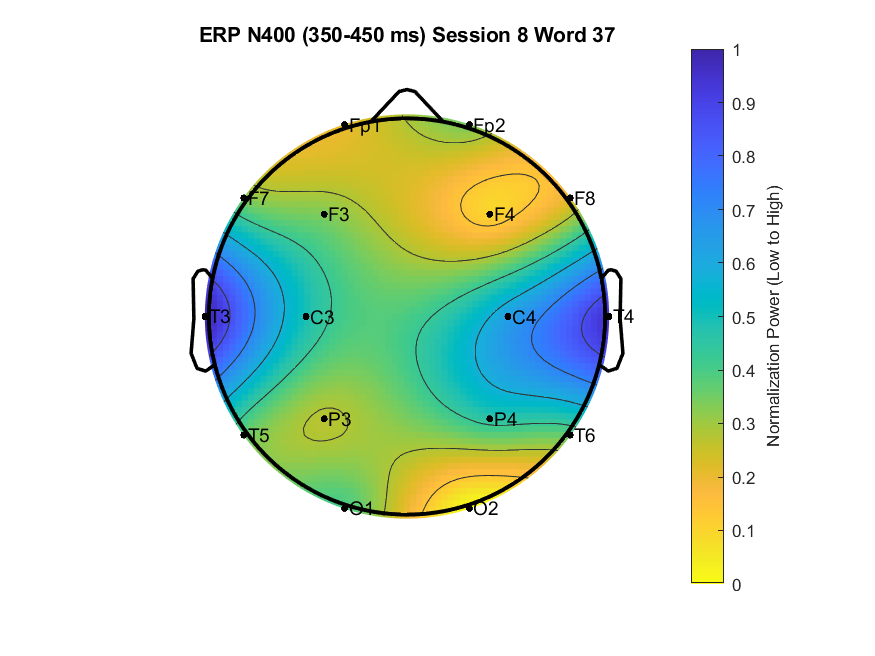 ERP N400 (350-450 ms) Session 8 Word 37
Fp1
Fp2
F7
F3
F4
F8
T3
C3
C4
T4
T5
P3
P4
T6
O1
O2
1
0.9
0.8
0.7
0.6
0.5
0.4
0.3
0.2
0.1
0
Normalization Power (Low to High)